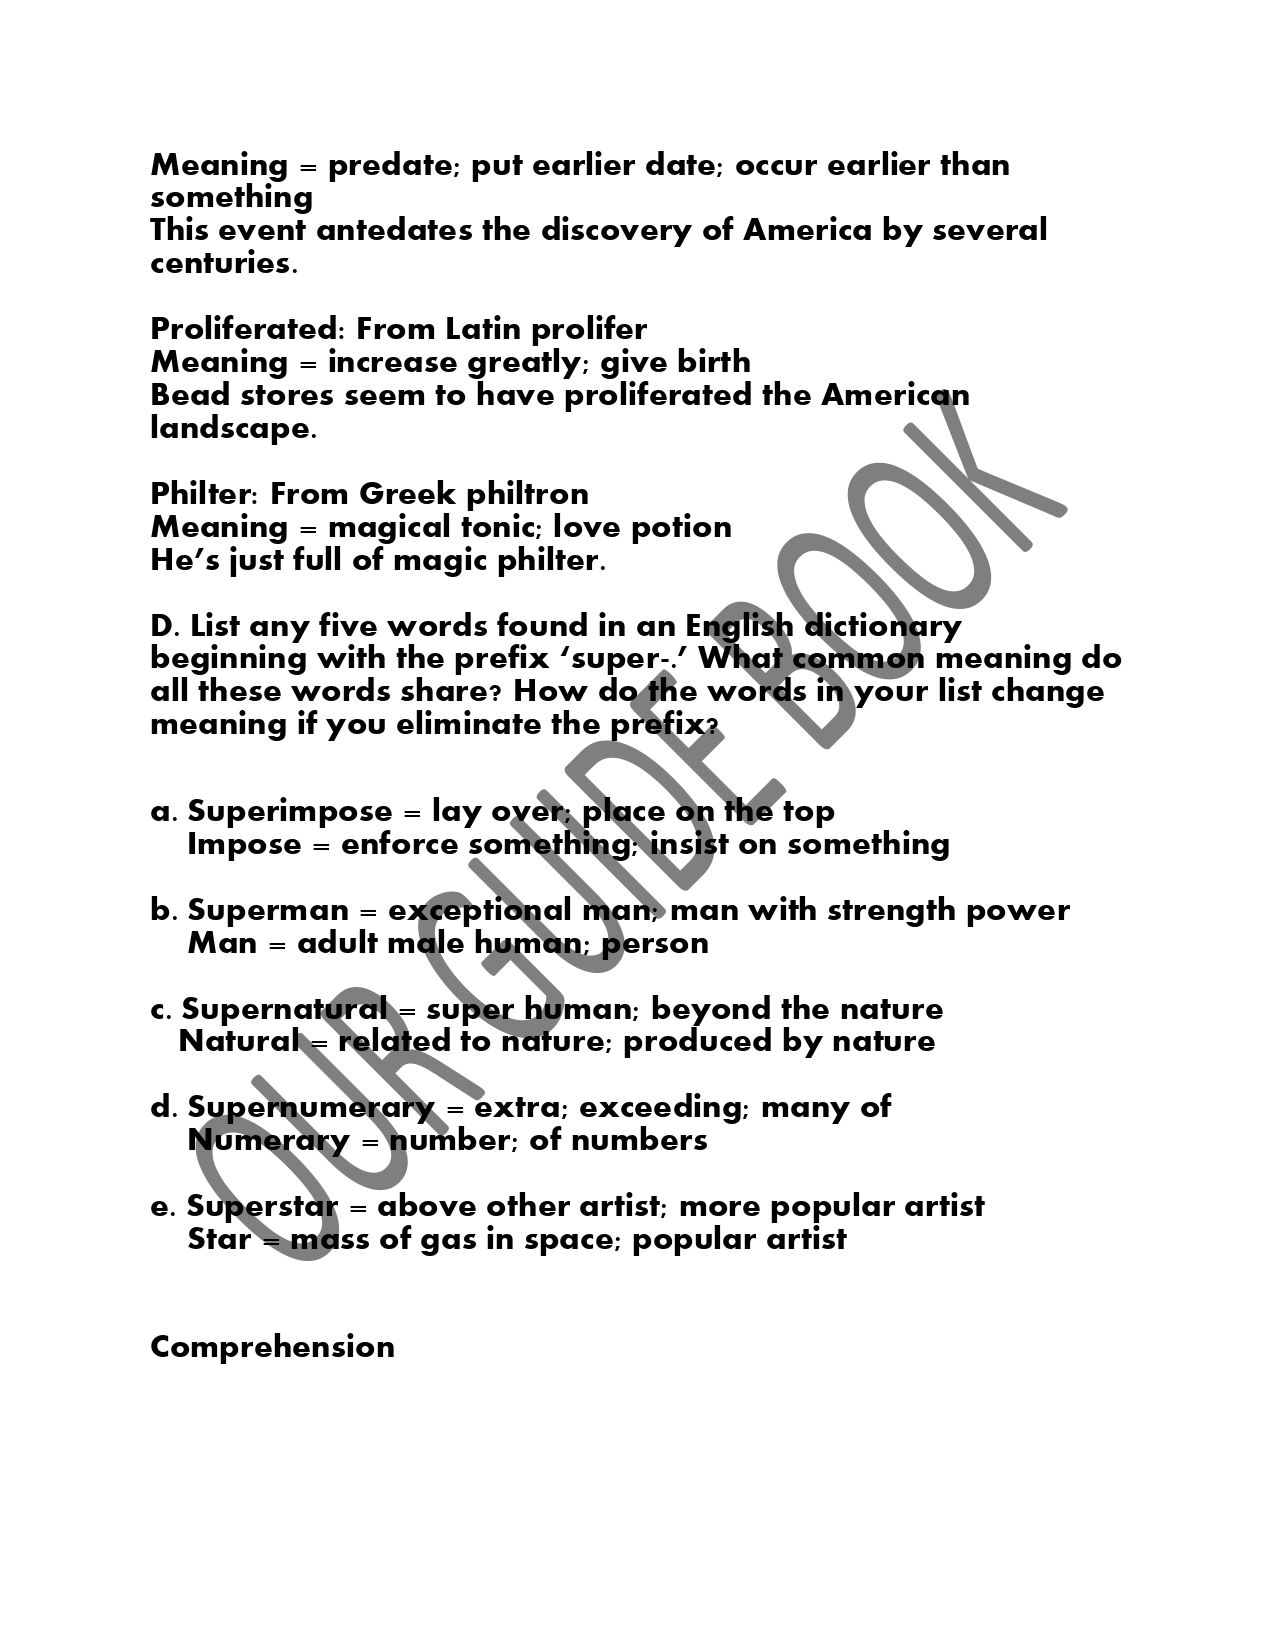 Meaning = predate; put earlier date; occur earlier than
something
This event antedates the discovery of America by several
centuries.
Proliferated: From Latin prolifer
Meaning = increase greatly; give birth
Bead stores seem to have proliferated the American
landscape.
Philter: From Greek philtron
Meaning = magical tonic; love potion
He’s just full of magic philter.
D. List any five words found in an English dictionary
beginning with the prefix ‘super-.’ What common meaning do
all these words share? How do the words in your list change
meaning if you eliminate the prefix?
a. Superimpose = lay over; place on the top
Impose = enforce something; insist on something
b. Superman = exceptional man; man with strength power
Man = adult male human; person
c. Supernatural = super human; beyond the nature
Natural = related to nature; produced by nature
d. Supernumerary = extra; exceeding; many of
Numerary = number; of numbers
e. Superstar = above other artist; more popular artist
Star = mass of gas in space; popular artist
Comprehension
OUR GUIDE BOOK